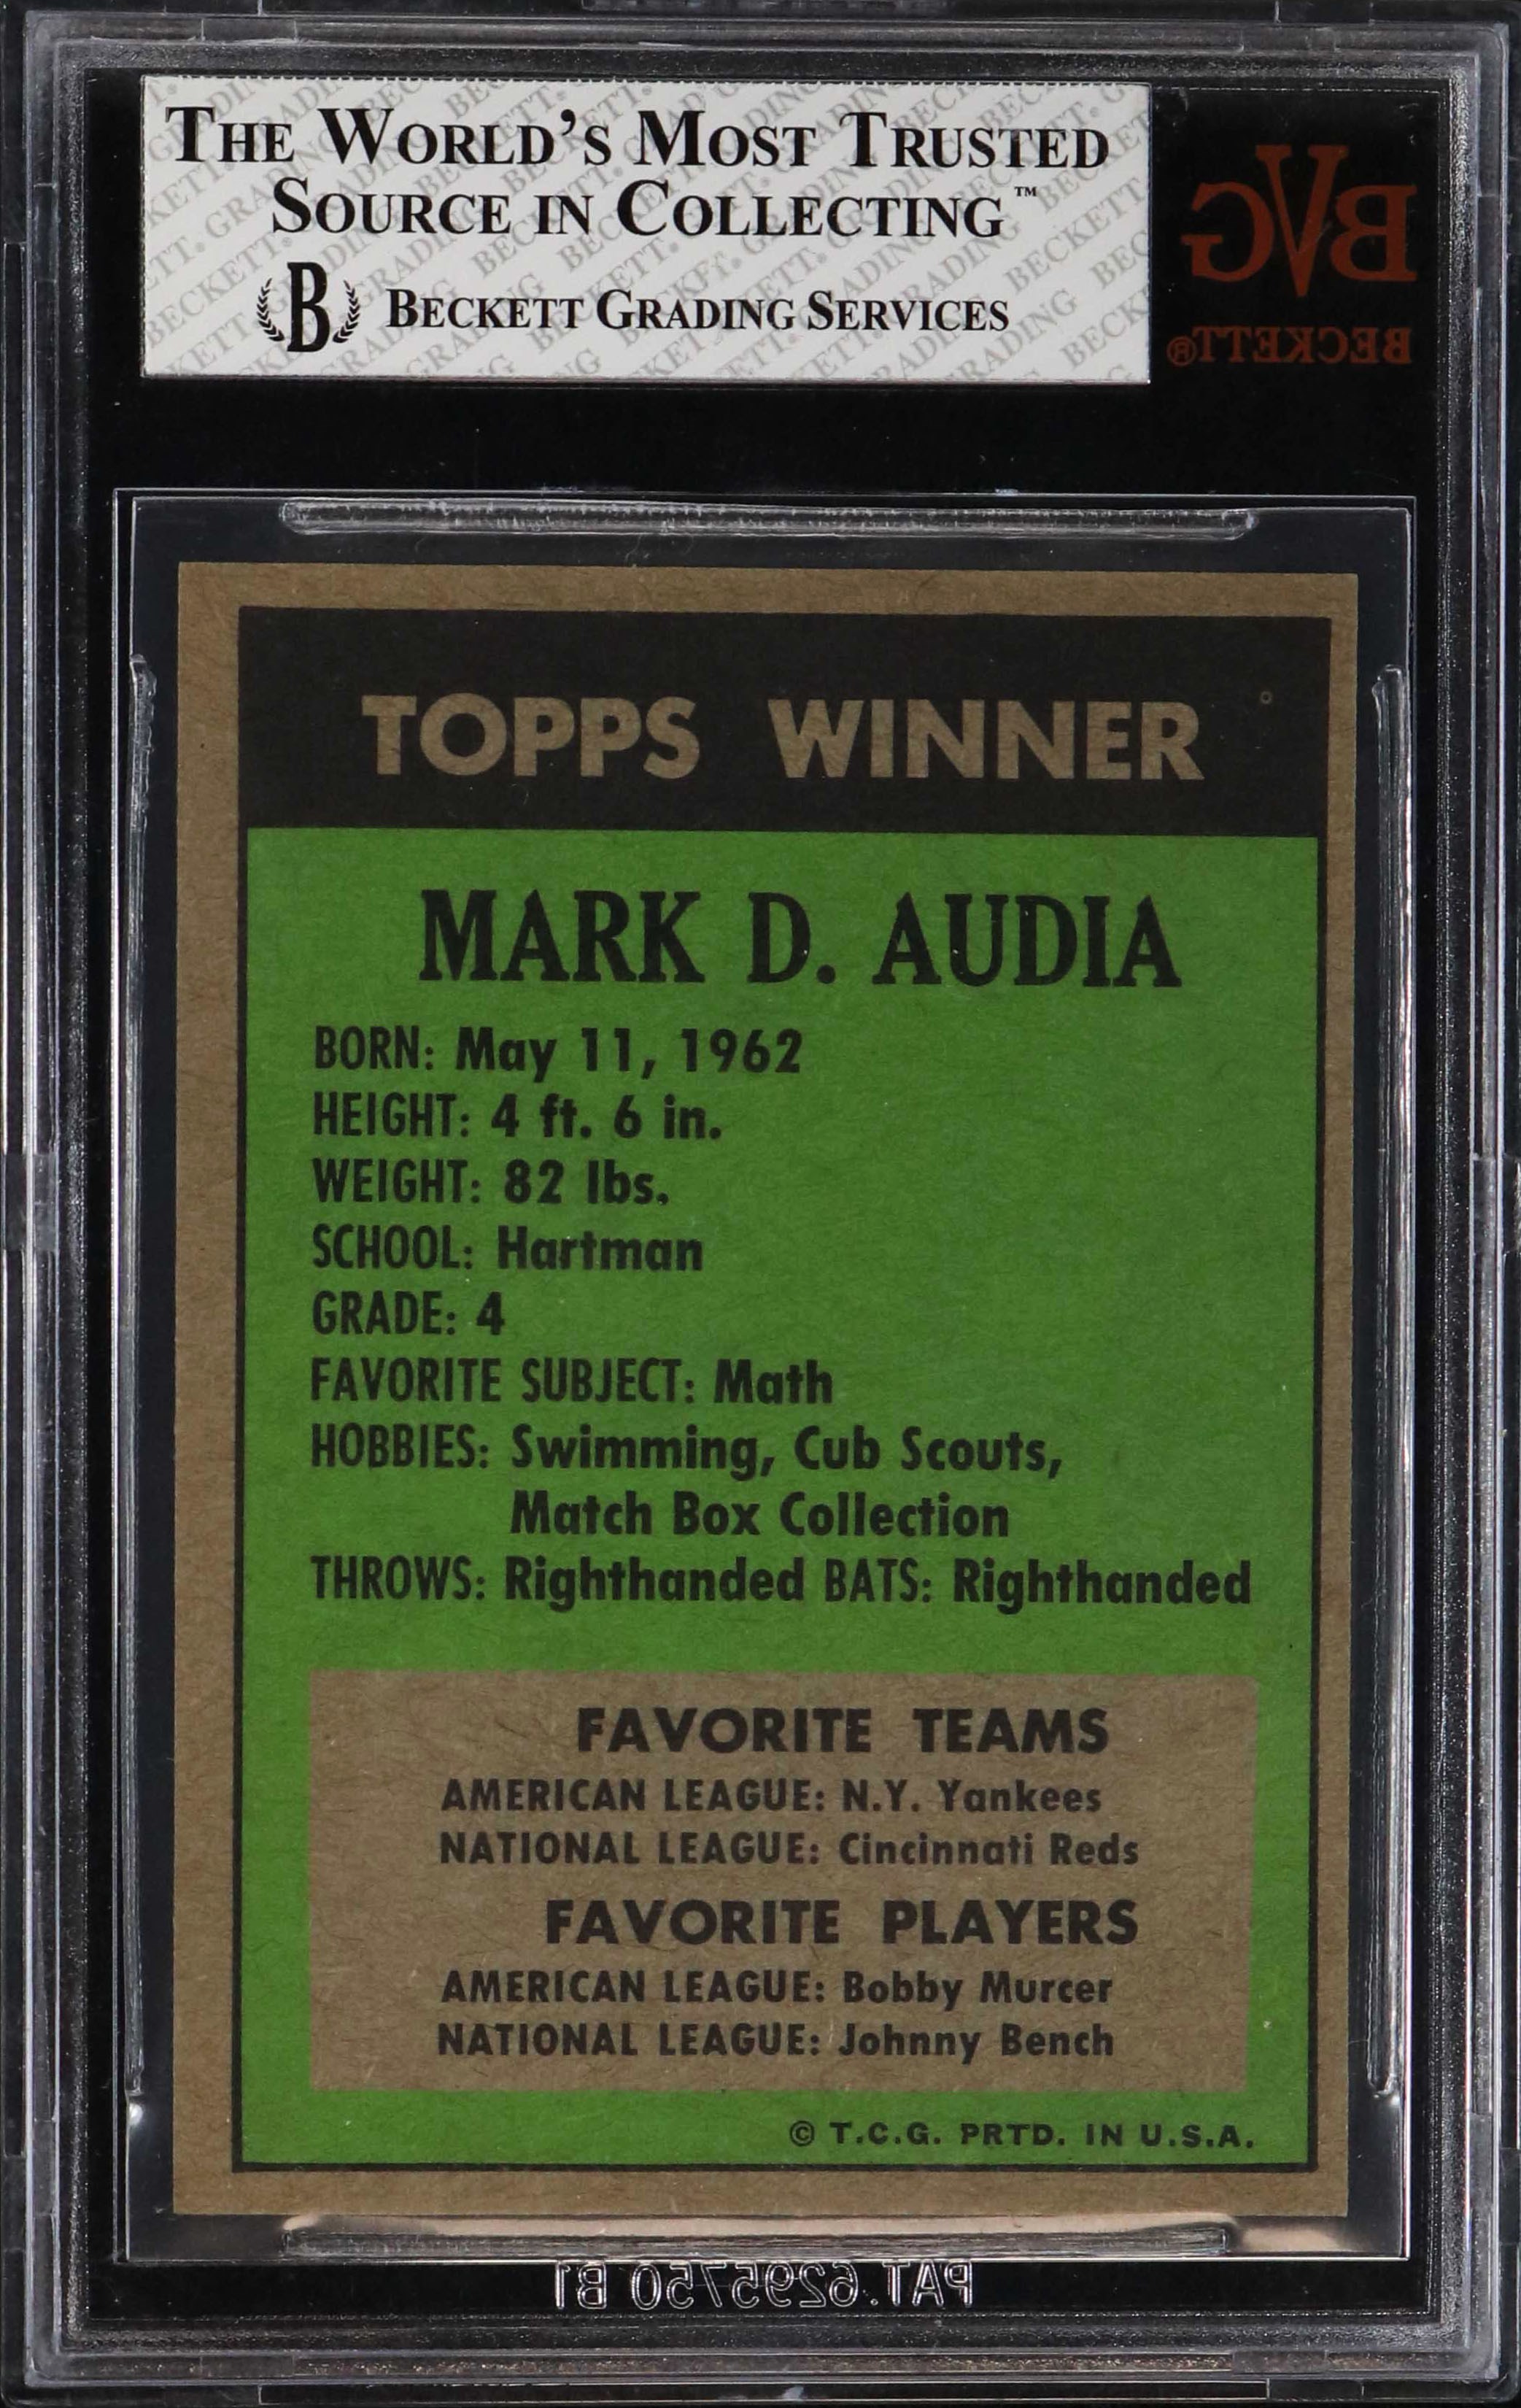 THE WORLD'S MOST TRUSTED
SOURCE IN COLLECTING™
B BECKETT GRADING SERVICES
BVG
BECKETT®
TOPPS WINNER
MARK D. AUDIA
BORN: May 11, 1962
HEIGHT: 4 ft. 6 in.
WEIGHT: 82 lbs.
SCHOOL: Hartman
GRADE: 4
FAVORITE SUBJECT: Math
HOBBIES: Swimming, Cub Scouts,
Match Box Collection
THROWS: Righthanded BATS: Righthanded
FAVORITE TEAMS
AMERICAN LEAGUE: N.Y. Yankees
NATIONAL LEAGUE: Cincinnati Reds
FAVORITE PLAYERS
AMERICAN LEAGUE: Bobby Murcer
NATIONAL LEAGUE: Johnny Bench
© T.C.G. PRTD. IN U.S.A.
PAT.6295750 B1